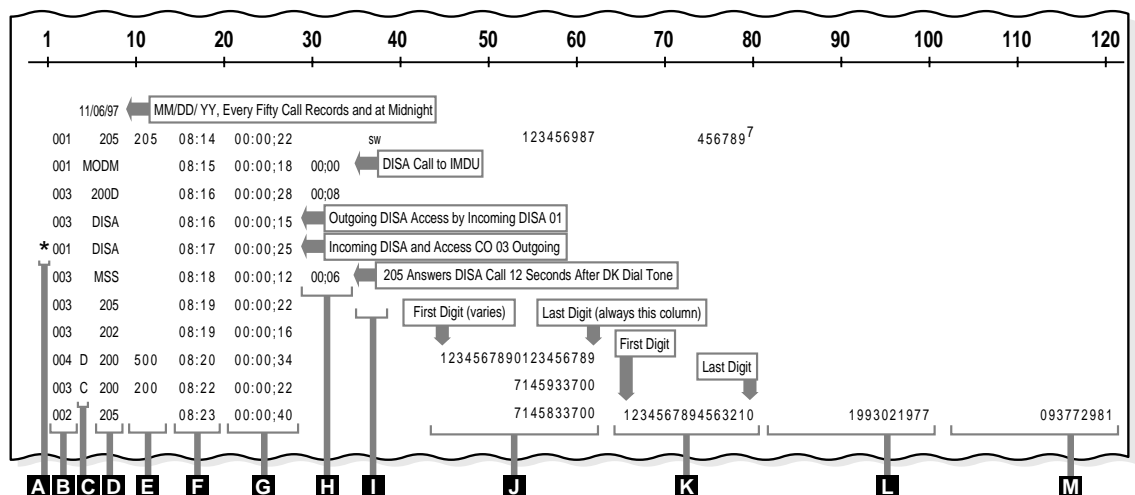 1 10 20 30 40 50 60 70 80 90 100 110 120
11/06/97 MM/DD/ YY, Every Fifty Call Records and at Midnight
001 205 205 08:14 00:00;22 sw 123456987 4567897
001 MODM 08:15 00:00;18 00;00 DISA Call to IMDU
003 200D 08:16 00:00;28 00;08
003 DISA 08:16 00:00;15 Outgoing DISA Access by Incoming DISA 01
*001 DISA 08:17 00:00;25 Incoming DISA and Access CO 03 Outgoing
003 MSS 08:18 00:00;12 00;06 205 Answers DISA Call 12 Seconds After DK Dial Tone
003 205 08:19 00:00;22 First Digit (varies) Last Digit (always this column)
003 202 08:19 00:00;16 First Digit
Last Digit
004 D 200 500 08:20 00:00;34 1234567890123456789
003 C 200 200 08:22 00:00;22 7145933700
002 205 08:23 00:00;40 7145833700 1234567894563210 1993021977 093772981
A B C D E F G H I J K L M